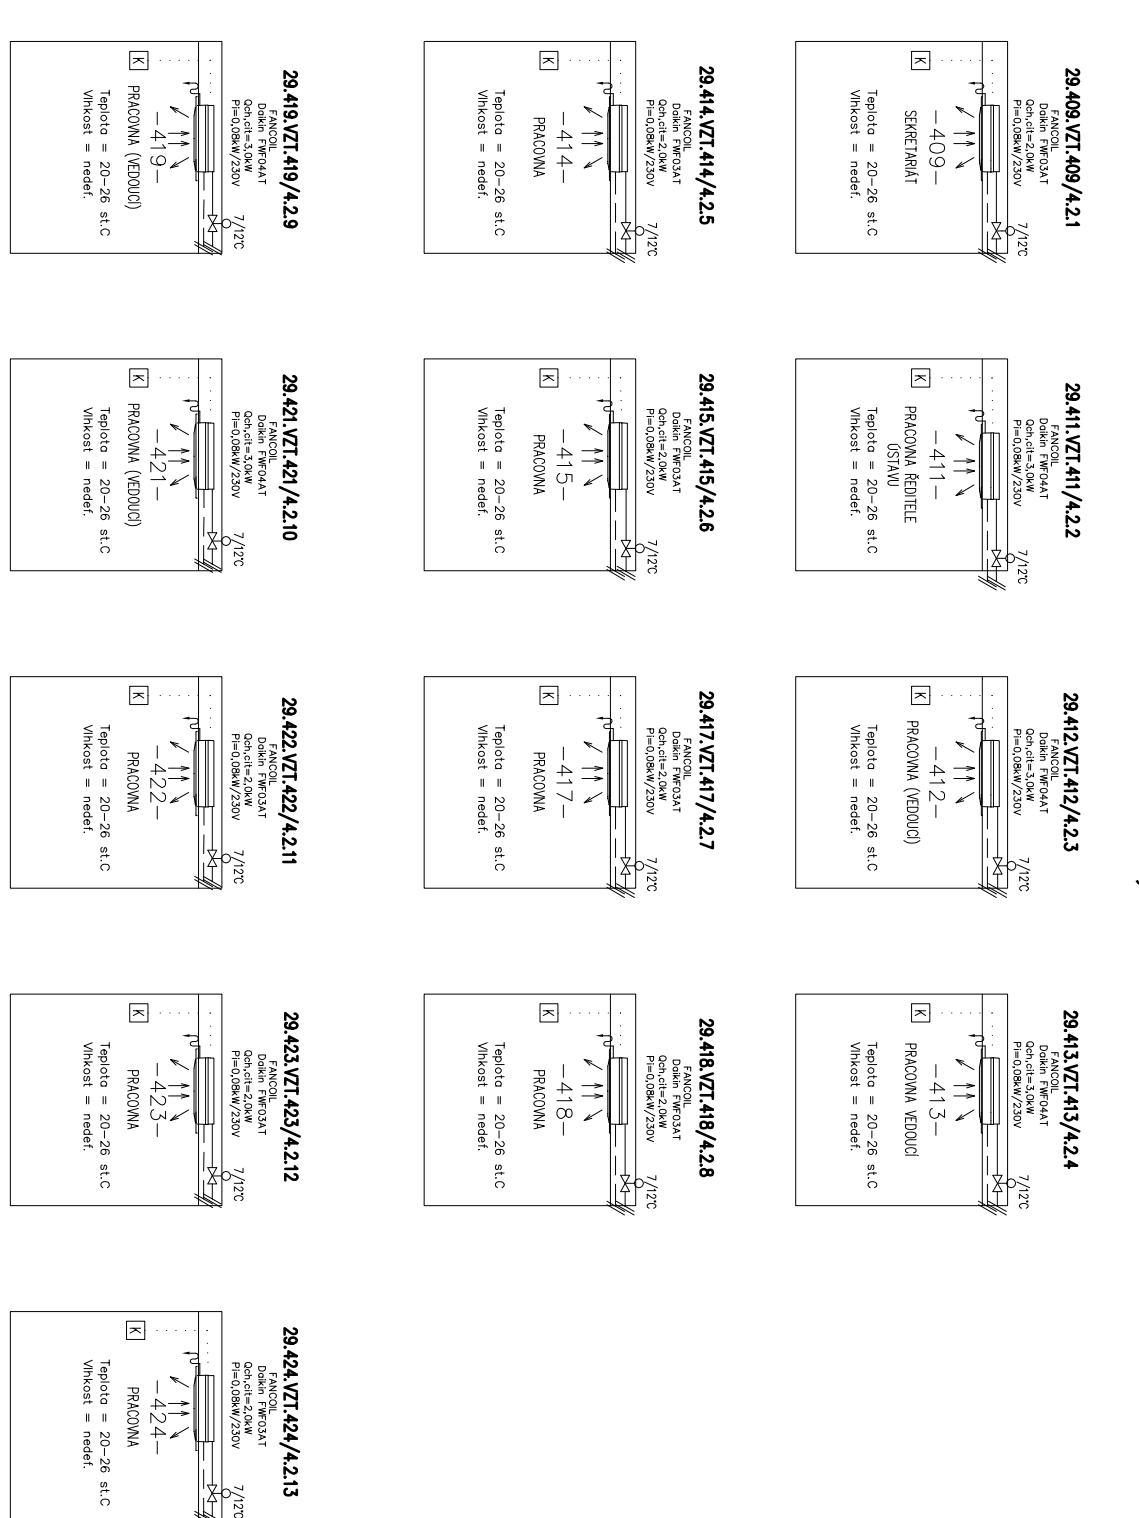 29.409.VZT.409/4.2.1
FANCOIL
Daikin FWF03AT
Qch,cit=2,0kW
Pi=0,08kW/230V
7/12°C
K
-409-
SEKRETARIÁT
Teplota = 20-26 st.C
Vlhkost = nedef.
29.411.VZT.411/4.2.2
FANCOIL
Daikin FWF04AT
Qch,cit=3,0kW
Pi=0,08kW/230V
7/12°C
K
-411-
PRACOVNA ŘEDITELE
ÚSTAVU
Teplota = 20-26 st.C
Vlhkost = nedef.
29.412.VZT.412/4.2.3
FANCOIL
Daikin FWF04AT
Qch,cit=3,0kW
Pi=0,08kW/230V
7/12°C
K
-412-
PRACOVNA (VEDOUCÍ)
Teplota = 20-26 st.C
Vlhkost = nedef.
29.413.VZT.413/4.2.4
FANCOIL
Daikin FWF04AT
Qch,cit=3,0kW
Pi=0,08kW/230V
7/12°C
K
-413-
PRACOVNA VEDOUCÍ
Teplota = 20-26 st.C
Vlhkost = nedef.
29.414.VZT.414/4.2.5
FANCOIL
Daikin FWF03AT
Qch,cit=2,0kW
Pi=0,08kW/230V
7/12°C
K
-414-
PRACOVNA
Teplota = 20-26 st.C
Vlhkost = nedef.
29.415.VZT.415/4.2.6
FANCOIL
Daikin FWF03AT
Qch,cit=2,0kW
Pi=0,08kW/230V
7/12°C
K
-415-
PRACOVNA
Teplota = 20-26 st.C
Vlhkost = nedef.
29.417.VZT.417/4.2.7
FANCOIL
Daikin FWF03AT
Qch,cit=2,0kW
Pi=0,08kW/230V
7/12°C
K
-417-
PRACOVNA
Teplota = 20-26 st.C
Vlhkost = nedef.
29.418.VZT.418/4.2.8
FANCOIL
Daikin FWF03AT
Qch,cit=2,0kW
Pi=0,08kW/230V
7/12°C
K
-418-
PRACOVNA
Teplota = 20-26 st.C
Vlhkost = nedef.
29.419.VZT.419/4.2.9
FANCOIL
Daikin FWF04AT
Qch,cit=3,0kW
Pi=0,08kW/230V
7/12°C
K
-419-
PRACOVNA (VEDOUCÍ)
Teplota = 20-26 st.C
Vlhkost = nedef.
29.421.VZT.421/4.2.10
FANCOIL
Daikin FWF04AT
Qch,cit=3,0kW
Pi=0,08kW/230V
7/12°C
K
-421-
PRACOVNA (VEDOUCÍ)
Teplota = 20-26 st.C
Vlhkost = nedef.
29.422.VZT.422/4.2.11
FANCOIL
Daikin FWF03AT
Qch,cit=2,0kW
Pi=0,08kW/230V
7/12°C
K
-422-
PRACOVNA
Teplota = 20-26 st.C
Vlhkost = nedef.
29.423.VZT.423/4.2.12
FANCOIL
Daikin FWF03AT
Qch,cit=2,0kW
Pi=0,08kW/230V
7/12°C
K
-423-
PRACOVNA
Teplota = 20-26 st.C
Vlhkost = nedef.
29.424.VZT.424/4.2.13
FANCOIL
Daikin FWF03AT
Qch,cit=2,0kW
Pi=0,08kW/230V
7/12°C
K
-424-
PRACOVNA
Teplota = 20-26 st.C
Vlhkost = nedef.